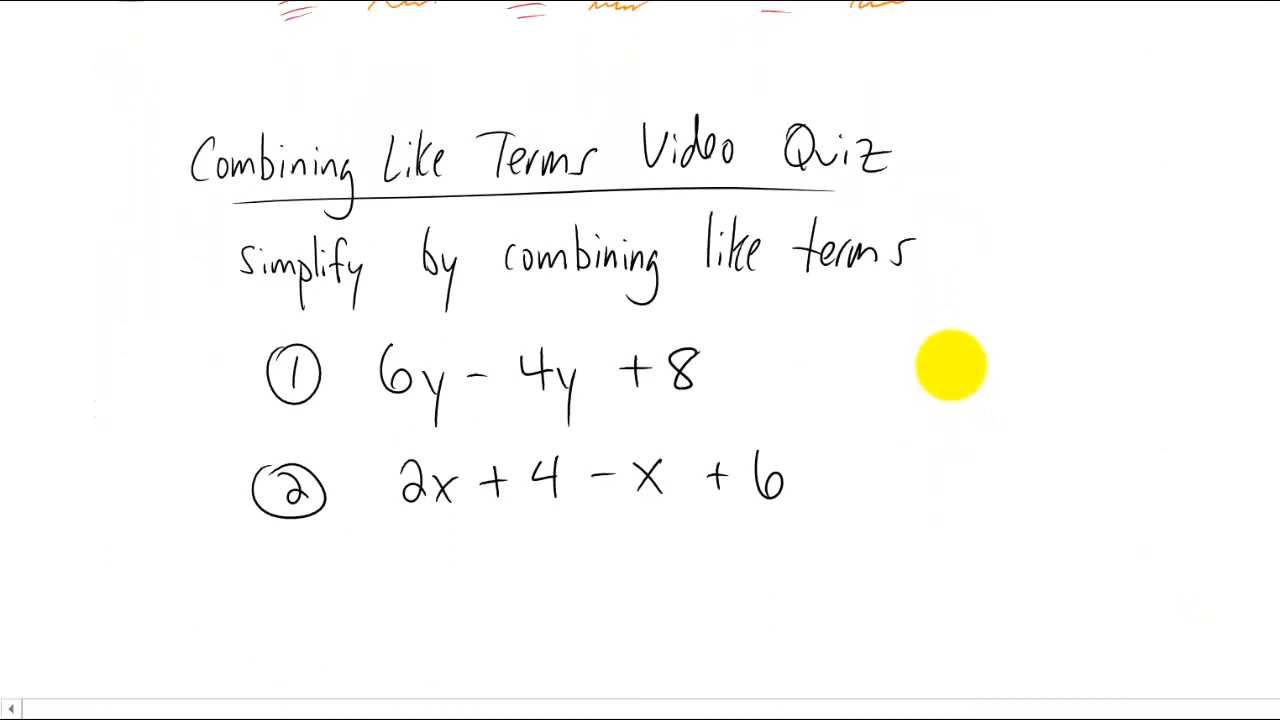 Combining Like Terms Video Quiz
simplify by combining like terms
① 6y - 4y + 8
② 2x + 4 - x + 6